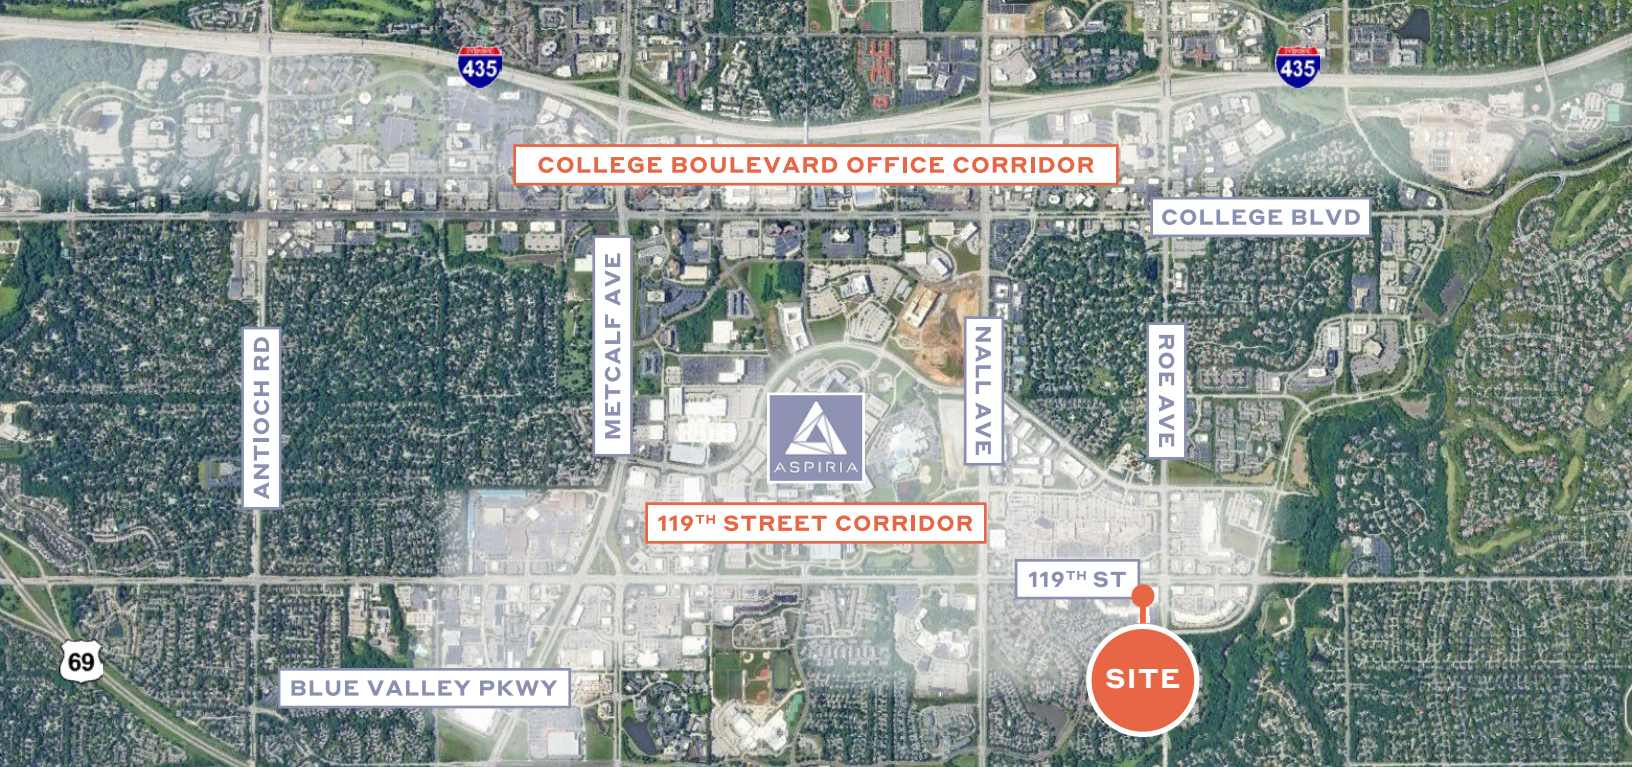 435
435
COLLEGE BOULEVARD OFFICE CORRIDOR
COLLEGE BLVD
METCALF AVE
NALL AVE
ROE AVE
ANTIOCH RD
ASPIRIA
119TH STREET CORRIDOR
119TH ST
69
SITE
BLUE VALLEY PKWY